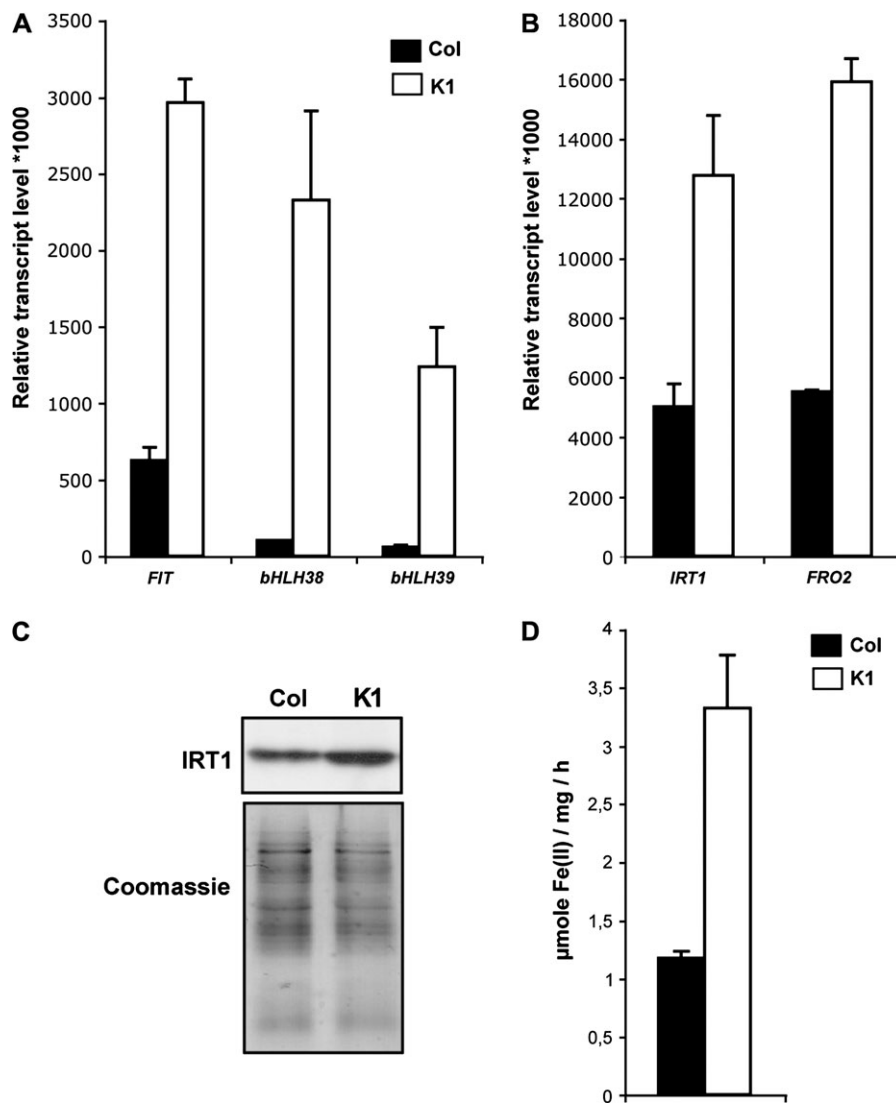 A
Relative transcript level *1000
3500
3000
2500
2000
1500
1000
500
0
FIT
bHLH38
bHLH39
Col
K1
B
Relative transcript level *1000
18000
16000
14000
12000
10000
8000
6000
4000
2000
0
IRT1
FRO2
C
Col K1
IRT1
Coomassie
D
µmole Fe(II) / mg / h
4
3,5
3
2,5
2
1,5
1
0,5
0
Col
K1